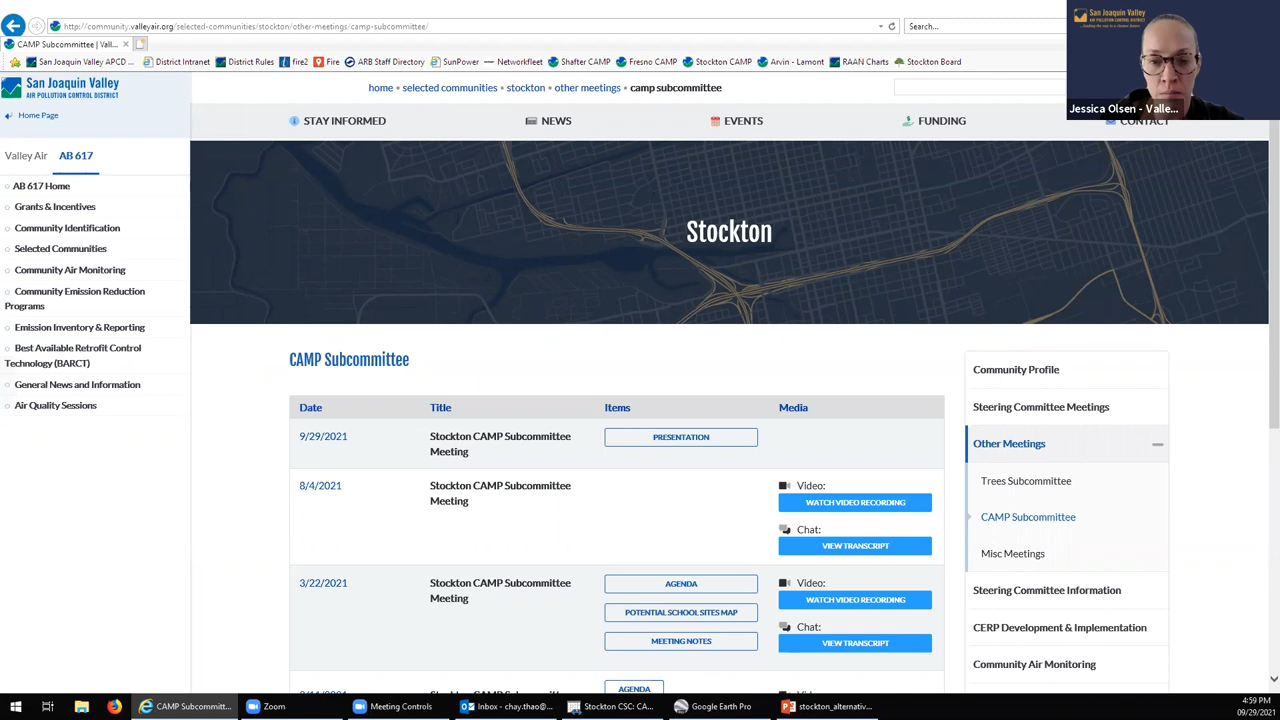 http://community.valleyair.org/selected-communities/stockton/other-meetings/camp-subcommittee/
Search...
San Joaquin Valley
AIR POLLUTION CONTROL DISTRICT
CAMP Subcommittee | Vall...
San Joaquin Valley APCD ...
District Intranet
District Rules
fire2
Fire
ARB Staff Directory
SunPower
Networkfleet
Shafter CAMP
Fresno CAMP
Stockton CAMP
Arvin - Lamont
RAAN Charts
Stockton Board
Jessica Olsen - Valle...
San Joaquin Valley
AIR POLLUTION CONTROL DISTRICT
Home Page
home • selected communities • stockton • other meetings • camp subcommittee
STAY INFORMED
NEWS
EVENTS
FUNDING
CONTACT
Valley Air
AB 617
AB 617 Home
Grants & Incentives
Community Identification
Selected Communities
Community Air Monitoring
Community Emission Reduction
Programs
Emission Inventory & Reporting
Best Available Retrofit Control
Technology (BARCT)
General News and Information
Air Quality Sessions
Stockton
CAMP Subcommittee
Date Title Items Media
9/29/2021
Stockton CAMP Subcommittee
Meeting
PRESENTATION
8/4/2021
Stockton CAMP Subcommittee
Meeting
Video:
WATCH VIDEO RECORDING
Chat:
VIEW TRANSCRIPT
3/22/2021
Stockton CAMP Subcommittee
Meeting
AGENDA
POTENTIAL SCHOOL SITES MAP
MEETING NOTES
Video:
WATCH VIDEO RECORDING
Chat:
VIEW TRANSCRIPT
AGENDA
Community Profile
Steering Committee Meetings
Other Meetings
Trees Subcommittee
CAMP Subcommittee
Misc Meetings
Steering Committee Information
CERP Development & Implementation
Community Air Monitoring
CAMP Subcommitt...
Zoom
Meeting Controls
Inbox - chay.thao@...
Stockton CSC: CA...
Google Earth Pro
stockton_alternativ...
4:59 PM
09/29/2021